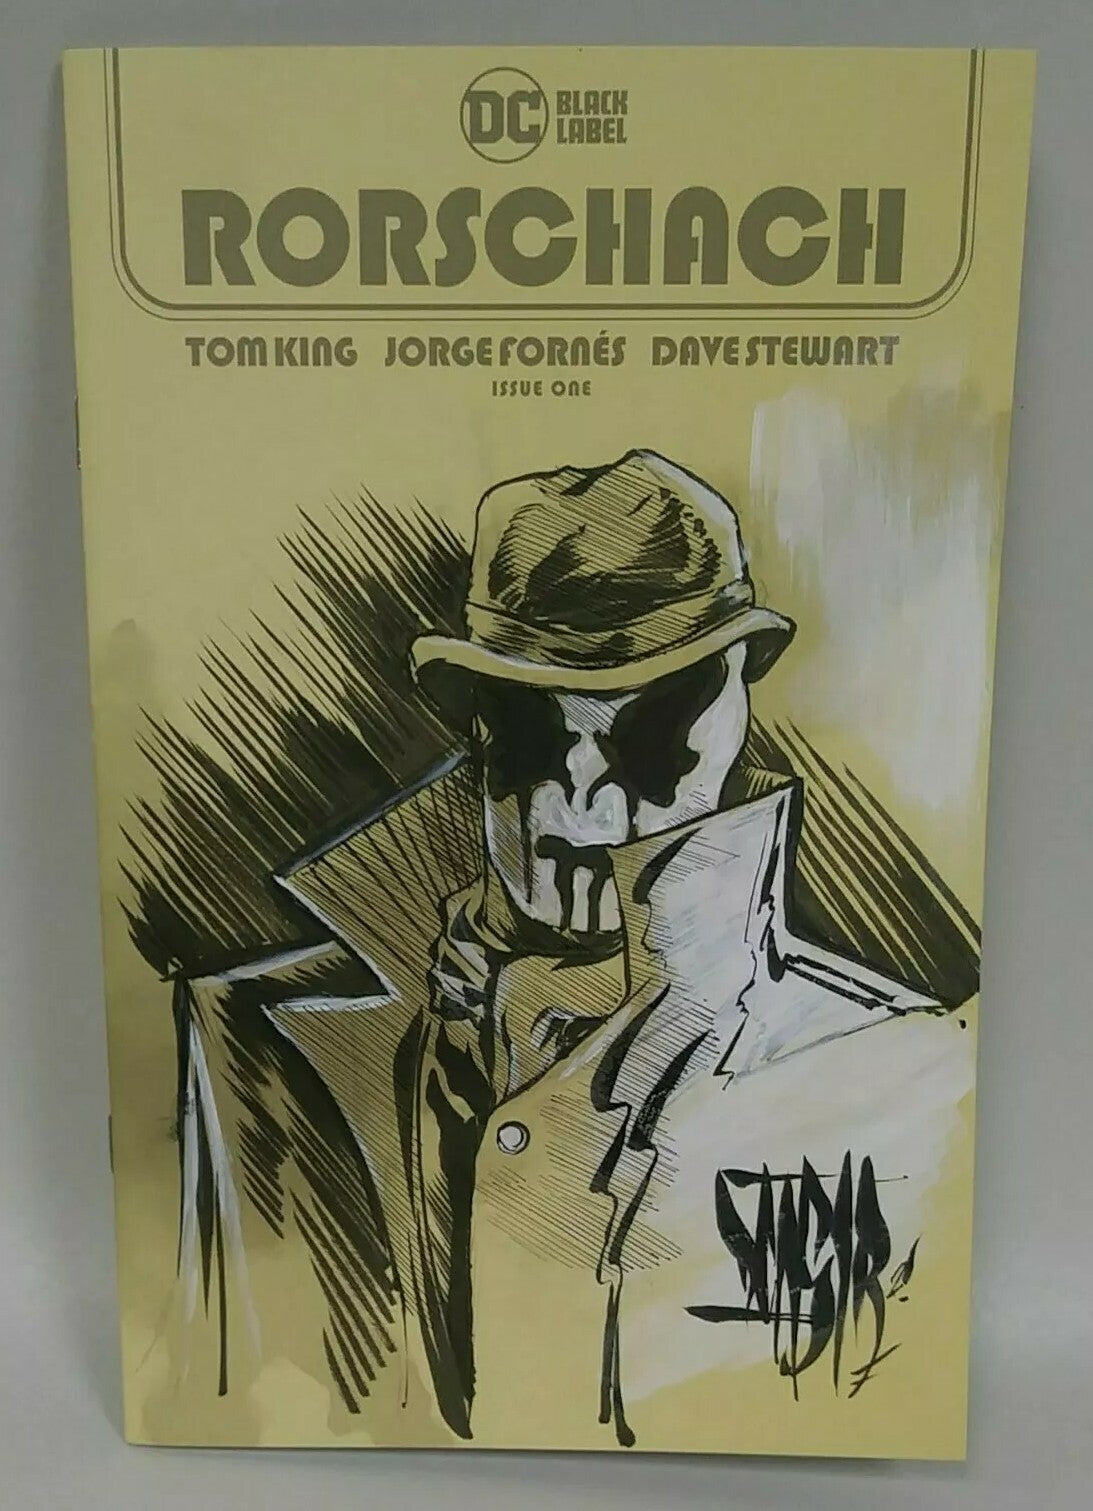 DC BLACK
LABEL
RORSCHACH
TOM KING JORGE FORNÉS DAVE STEWART
ISSUE ONE